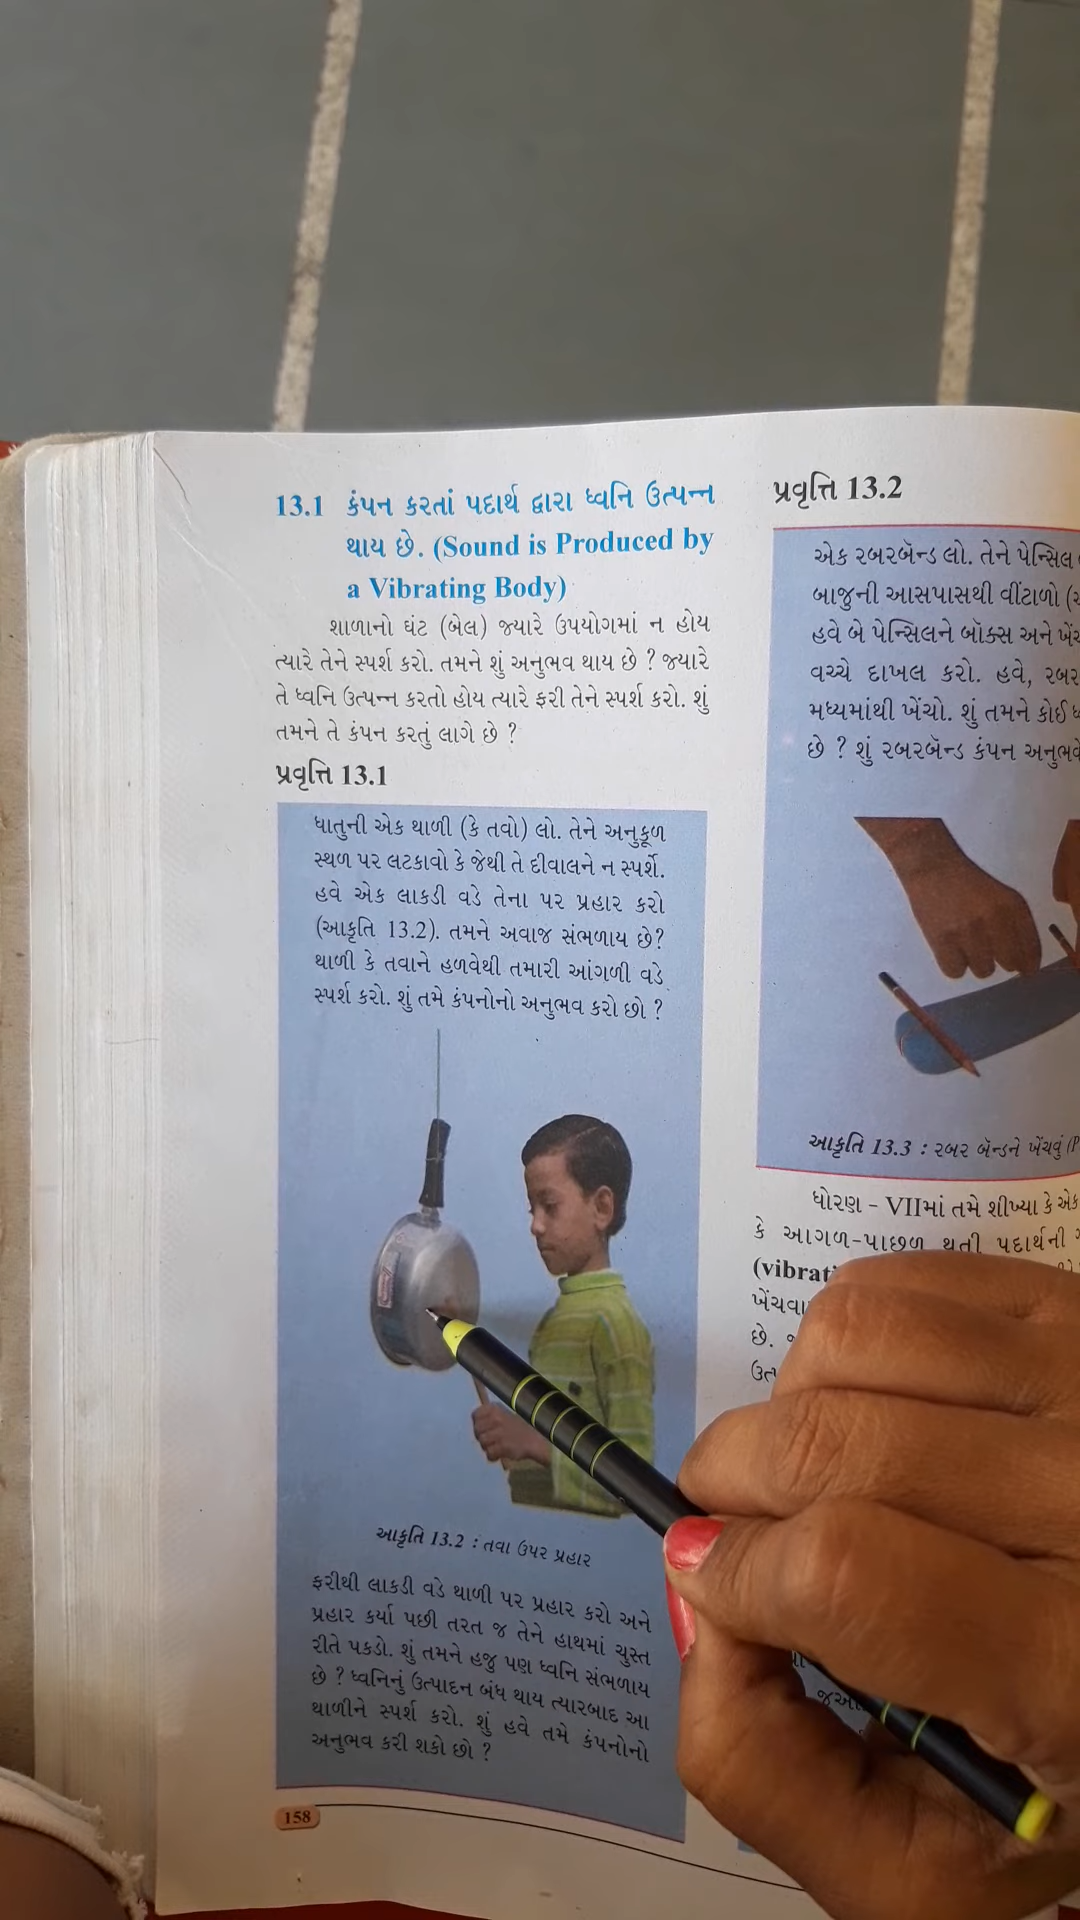 13.1 કંપન કરતાં પદાર્થ દ્વારા ધ્વનિ ઉત્પન્ન
થાય છે. (Sound is Produced by
a Vibrating Body)
શાળાનો ઘંટ (બેલ) જ્યારે ઉપયોગમાં ન હોય
ત્યારે તેને સ્પર્શ કરો. તમને શું અનુભવ થાય છે ? જ્યારે
તે ધ્વનિ ઉત્પન્ન કરતો હોય ત્યારે ફરી તેને સ્પર્શ કરો. શું
તમને તે કંપન કરતું લાગે છે ?
પ્રવૃત્તિ 13.1
ધાતુની એક થાળી (કે તવો) લો. તેને અનુકૂળ
સ્થળ પર લટકાવો કે જેથી તે દીવાલને ન સ્પર્શે.
હવે એક લાકડી વડે તેના પર પ્રહાર કરો
(આકૃતિ 13.2). તમને અવાજ સંભળાય છે?
થાળી કે તવાને હળવેથી તમારી આંગળી વડે
સ્પર્શ કરો. શું તમે કંપનોનો અનુભવ કરો છો ?
આકૃતિ 13.2 : તવા ઉપર પ્રહાર
ફરીથી લાકડી વડે થાળી પર પ્રહાર કરો અને
પ્રહાર કર્યા પછી તરત જ તેને હાથમાં ચુસ્ત
રીતે પકડો. શું તમને હજુ પણ ધ્વનિ સંભળાય
છે ? ધ્વનિનું ઉત્પાદન બંધ થાય ત્યારબાદ આ
થાળીને સ્પર્શ કરો. શું હવે તમે કંપનોનો
અનુભવ કરી શકો છો ?
158
પ્રવૃત્તિ 13.2
એક રબરબૅન્ડ લો. તેને પેન્સિલ
બાજુની આસપાસથી વીંટાળો
હવે બે પેન્સિલને બૉક્સ અને
વચ્ચે દાખલ કરો. હવે, રબર
મધ્યમાંથી ખેંચો. શું તમને કોઈ
છે ? શું રબરબૅન્ડ કંપન
આકૃતિ 13.3 : રબર બૅન્ડને ખેંચવું
ધોરણ - VIIમાં તમે શીખ્યા કે
કે આગળ-પાછળ થતી પદાર્થની
(vibrati
છે.